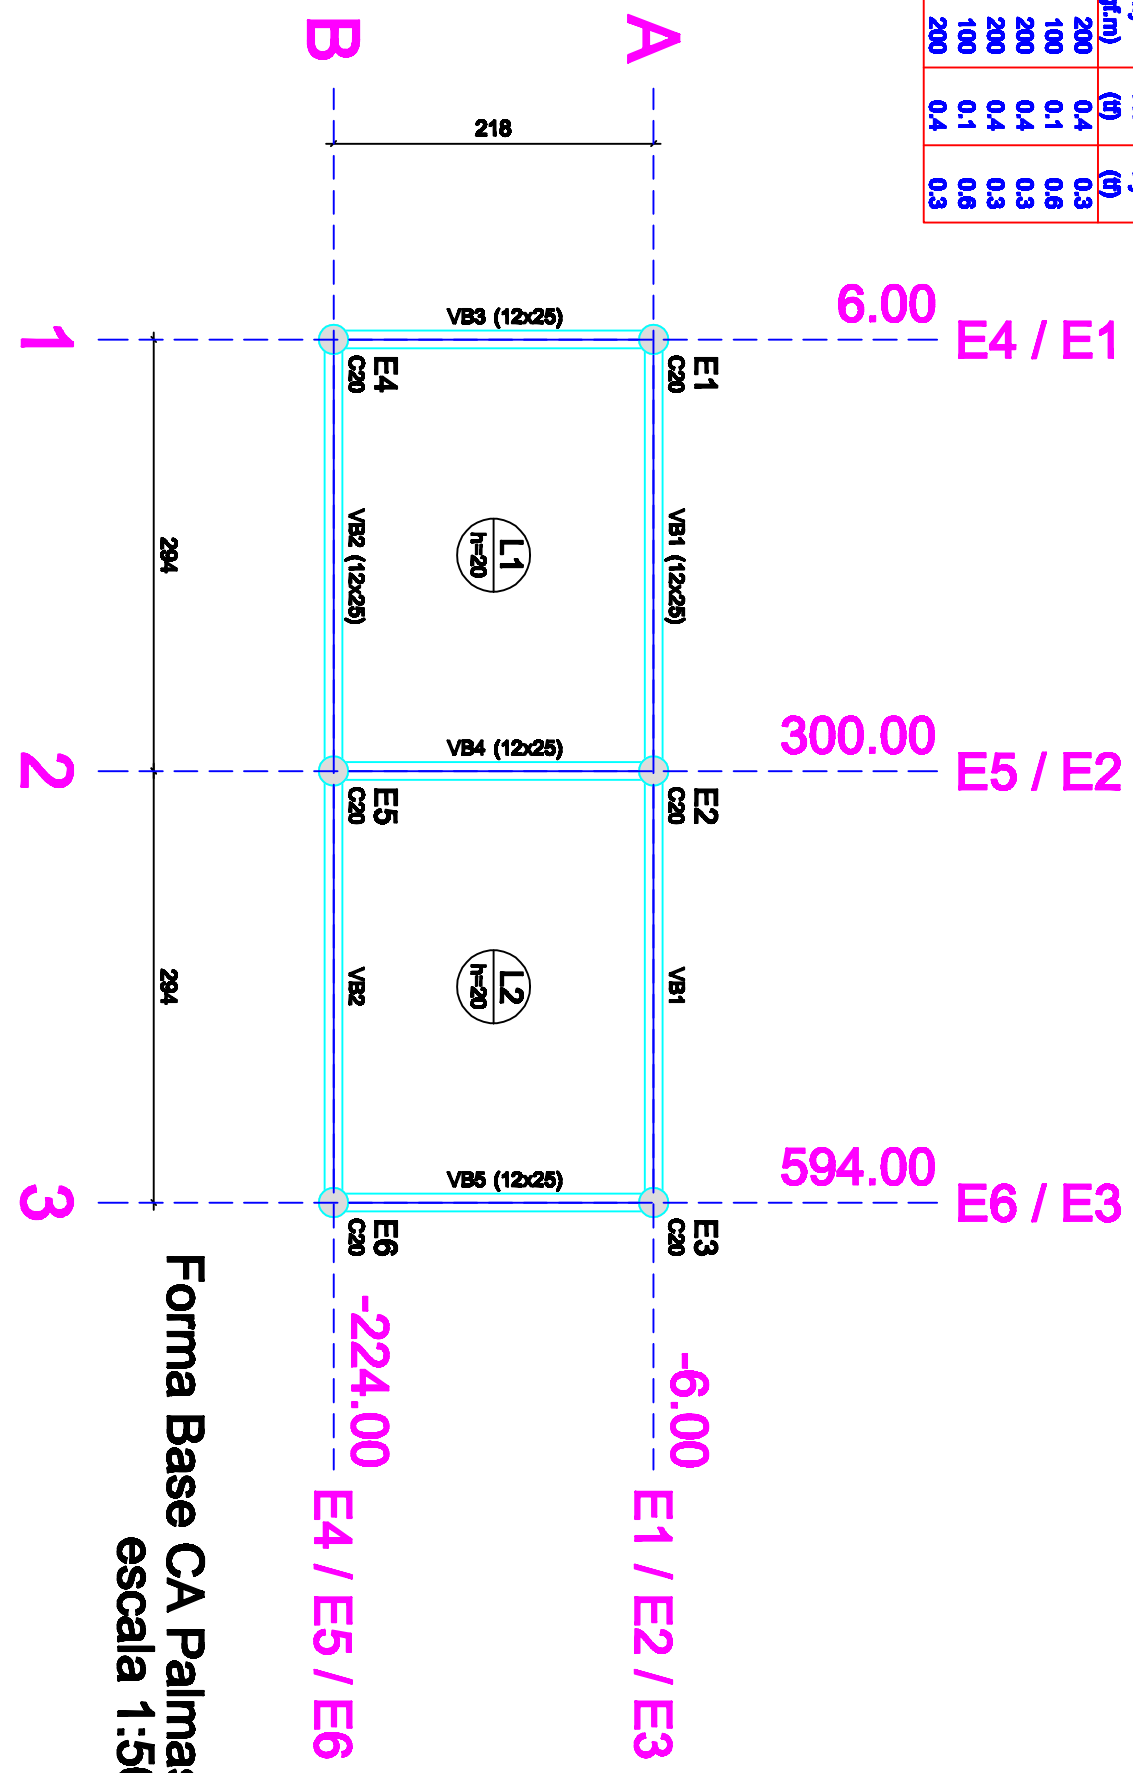 gf.m) (tf) (tf)
200 0.4 0.3
100 0.1 0.6
200 0.4 0.3
200 0.4 0.3
100 0.1 0.6
200 0.4 0.3
E4 / E1
E5 / E2
E6 / E3
6.00
300.00
594.00
A
E1
C20
VB1 (12x25)
E2
C20
VB1
E3
C20
-6.00
E1 / E2 / E3
218
VB3 (12x25)
L1
h=20
VB4 (12x25)
L2
h=20
VB5 (12x25)
B
E4
C20
VB2 (12x25)
E5
C20
VB2
E6
C20
-224.00
E4 / E5 / E6
294
294
1
2
3
Forma Base CA Palmas
escala 1:50